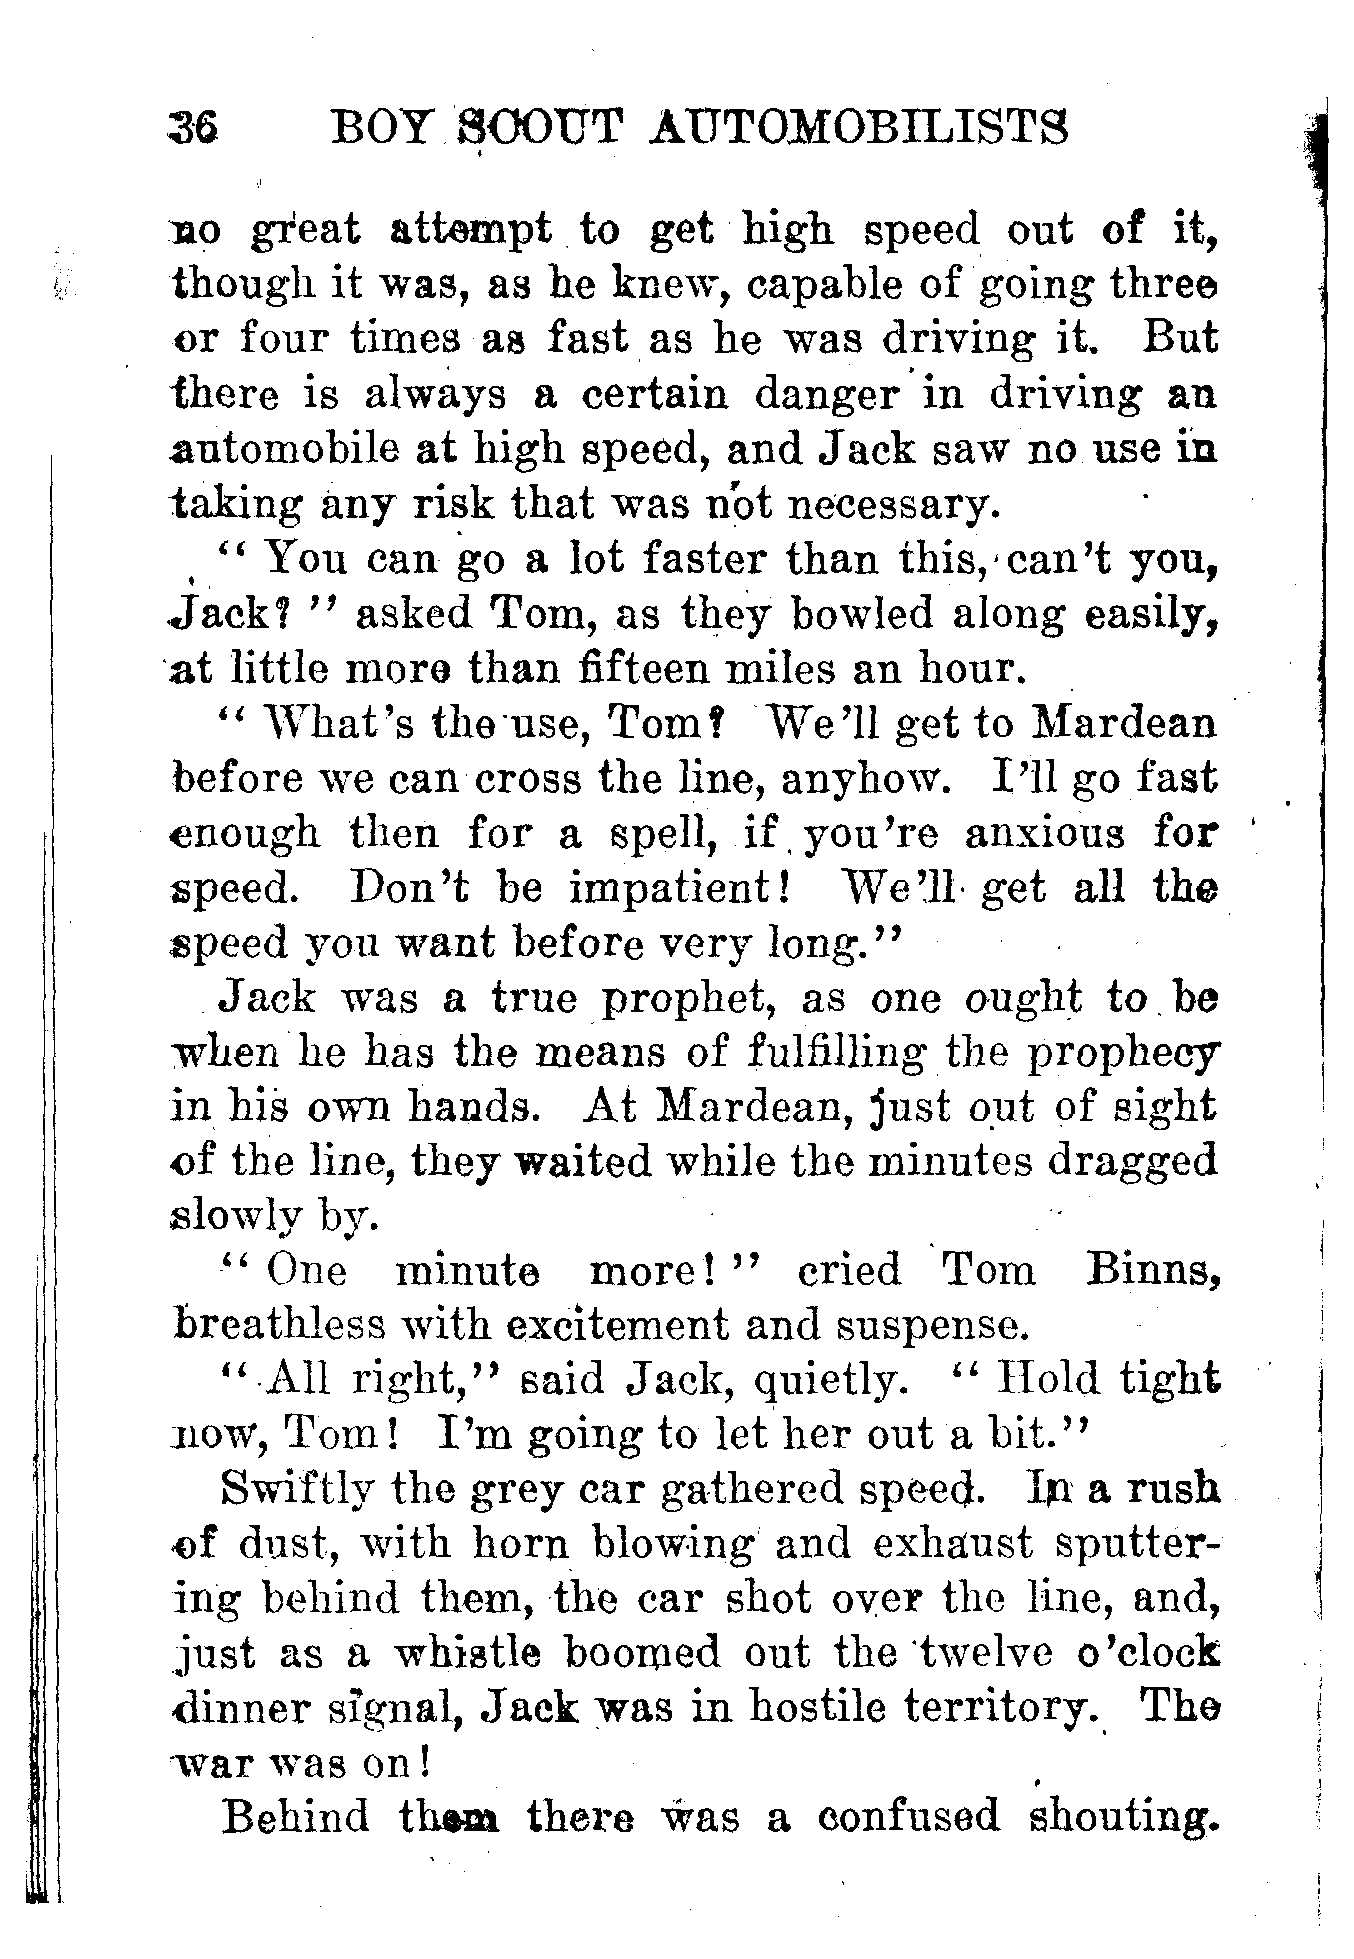 36 BOY SCOUT AUTOMOBILISTS
no great attempt to get high speed out of it,
though it was, as he knew, capable of going three
or four times as fast as he was driving it. But
there is always a certain danger in driving an
automobile at high speed, and Jack saw no use in
taking any risk that was not necessary.
“ You can go a lot faster than this, can’t you,
Jack? ” asked Tom, as they bowled along easily,
at little more than fifteen miles an hour.
“ What’s the use, Tom? We’ll get to Mardean
before we can cross the line, anyhow. I’ll go fast
enough then for a spell, if you’re anxious for
speed. Don’t be impatient! We’ll get all the
speed you want before very long.”
Jack was a true prophet, as one ought to be
when he has the means of fulfilling the prophecy
in his own hands. At Mardean, just out of sight
of the line, they waited while the minutes dragged
slowly by.
“ One minute more! ” cried Tom Binns,
breathless with excitement and suspense.
“ All right,” said Jack, quietly. “ Hold tight
now, Tom! I’m going to let her out a bit.”
Swiftly the grey car gathered speed. In a rush
of dust, with horn blowing and exhaust sputter-
ing behind them, the car shot over the line, and,
just as a whistle boomed out the twelve o’clock
dinner signal, Jack was in hostile territory. The
war was on!
Behind them there was a confused shouting.